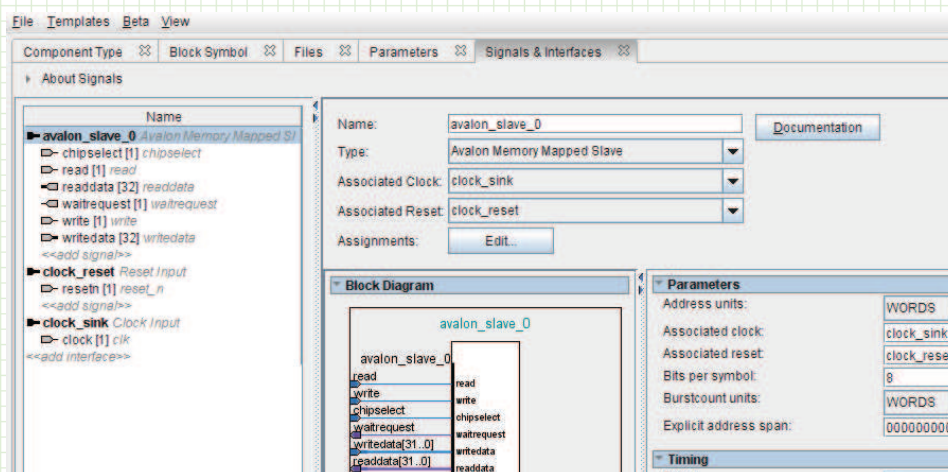 File Templates Beta View
Component Type Block Symbol Files Parameters Signals & Interfaces
About Signals
Name
avalon_slave_0 Avalon Memory Mapped Sl
chipselect [1] chipselect
read [1] read
readdata [32] readdata
waitrequest [1] waitrequest
write [1] write
writedata [32] writedata
<<add signal>>
clock_reset Reset Input
resetn [1] reset_n
<<add signal>>
clock_sink Clock Input
clock [1] clk
<<add interface>>
Name: avalon_slave_0 Documentation
Type: Avalon Memory Mapped Slave
Associated Clock: clock_sink
Associated Reset: clock_reset
Assignments: Edit...
Block Diagram
avalon_slave_0
avalon_slave_0
read read
write write
chipselect chipselect
waitrequest waitrequest
writedata[31..0] writedata
readdata[31..0] readdata
Parameters
Address units: WORDS
Associated clock: clock_sink
Associated reset: clock_rese
Bits per symbol: 8
Burstcount units: WORDS
Explicit address span: 000000000
Timing